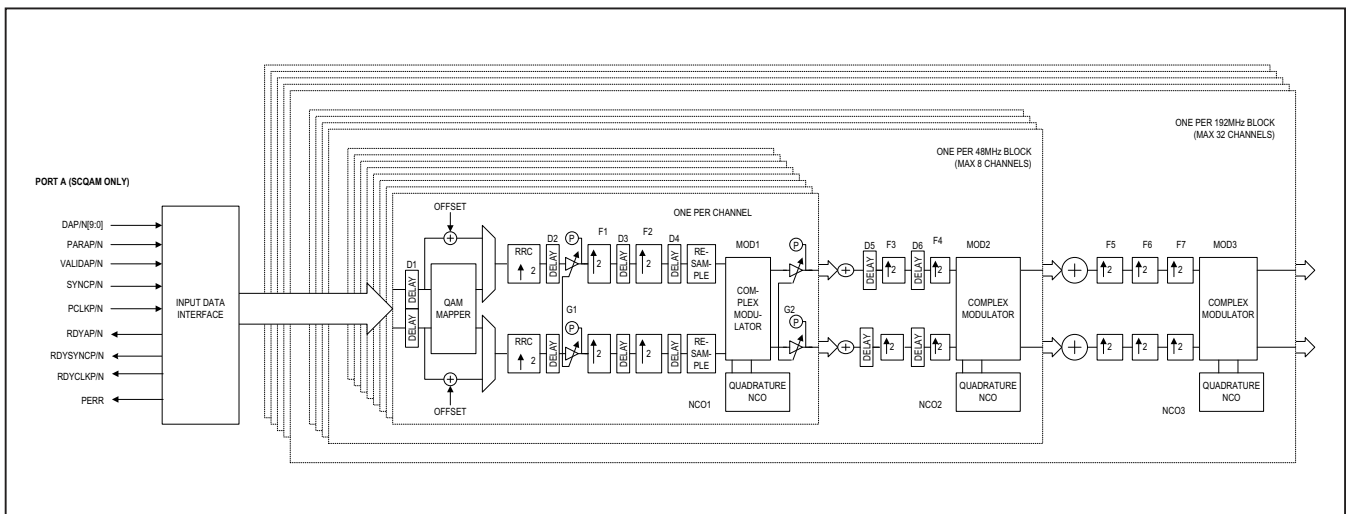 ONE PER 192MHz BLOCK
(MAX 32 CHANNELS)
ONE PER 48MHz BLOCK
(MAX 8 CHANNELS)
PORT A (SCQAM ONLY)
DAP/N[9:0]
PARAP/N
VALIDAP/N
SYNCP/N
PCLKP/N
RDYAP/N
RDYSYNCP/N
RDYCLKP/N
PERR
INPUT DATA
INTERFACE
ONE PER CHANNEL
OFFSET
D1
DELAY
DELAY
QAM
MAPPER
OFFSET
RRC
2
D2
DELAY
P
F1
2
D3
DELAY
F2
2
D4
DELAY
RE-
SAM-
PLE
MOD1
COM-
PLEX
MODU-
LATOR
P
RRC
2
DELAY
G1
P
2
DELAY
2
DELAY
RE-
SAM-
PLE
G2
P
NCO1
QUADRATURE
NCO
D5
DELAY
F3
2
D6
DELAY
F4
2
MOD2
COMPLEX
MODULATOR
DELAY
2
DELAY
2
NCO2
QUADRATURE
NCO
F5
2
F6
2
F7
2
MOD3
COMPLEX
MODULATOR
2
2
2
NCO3
QUADRATURE
NCO